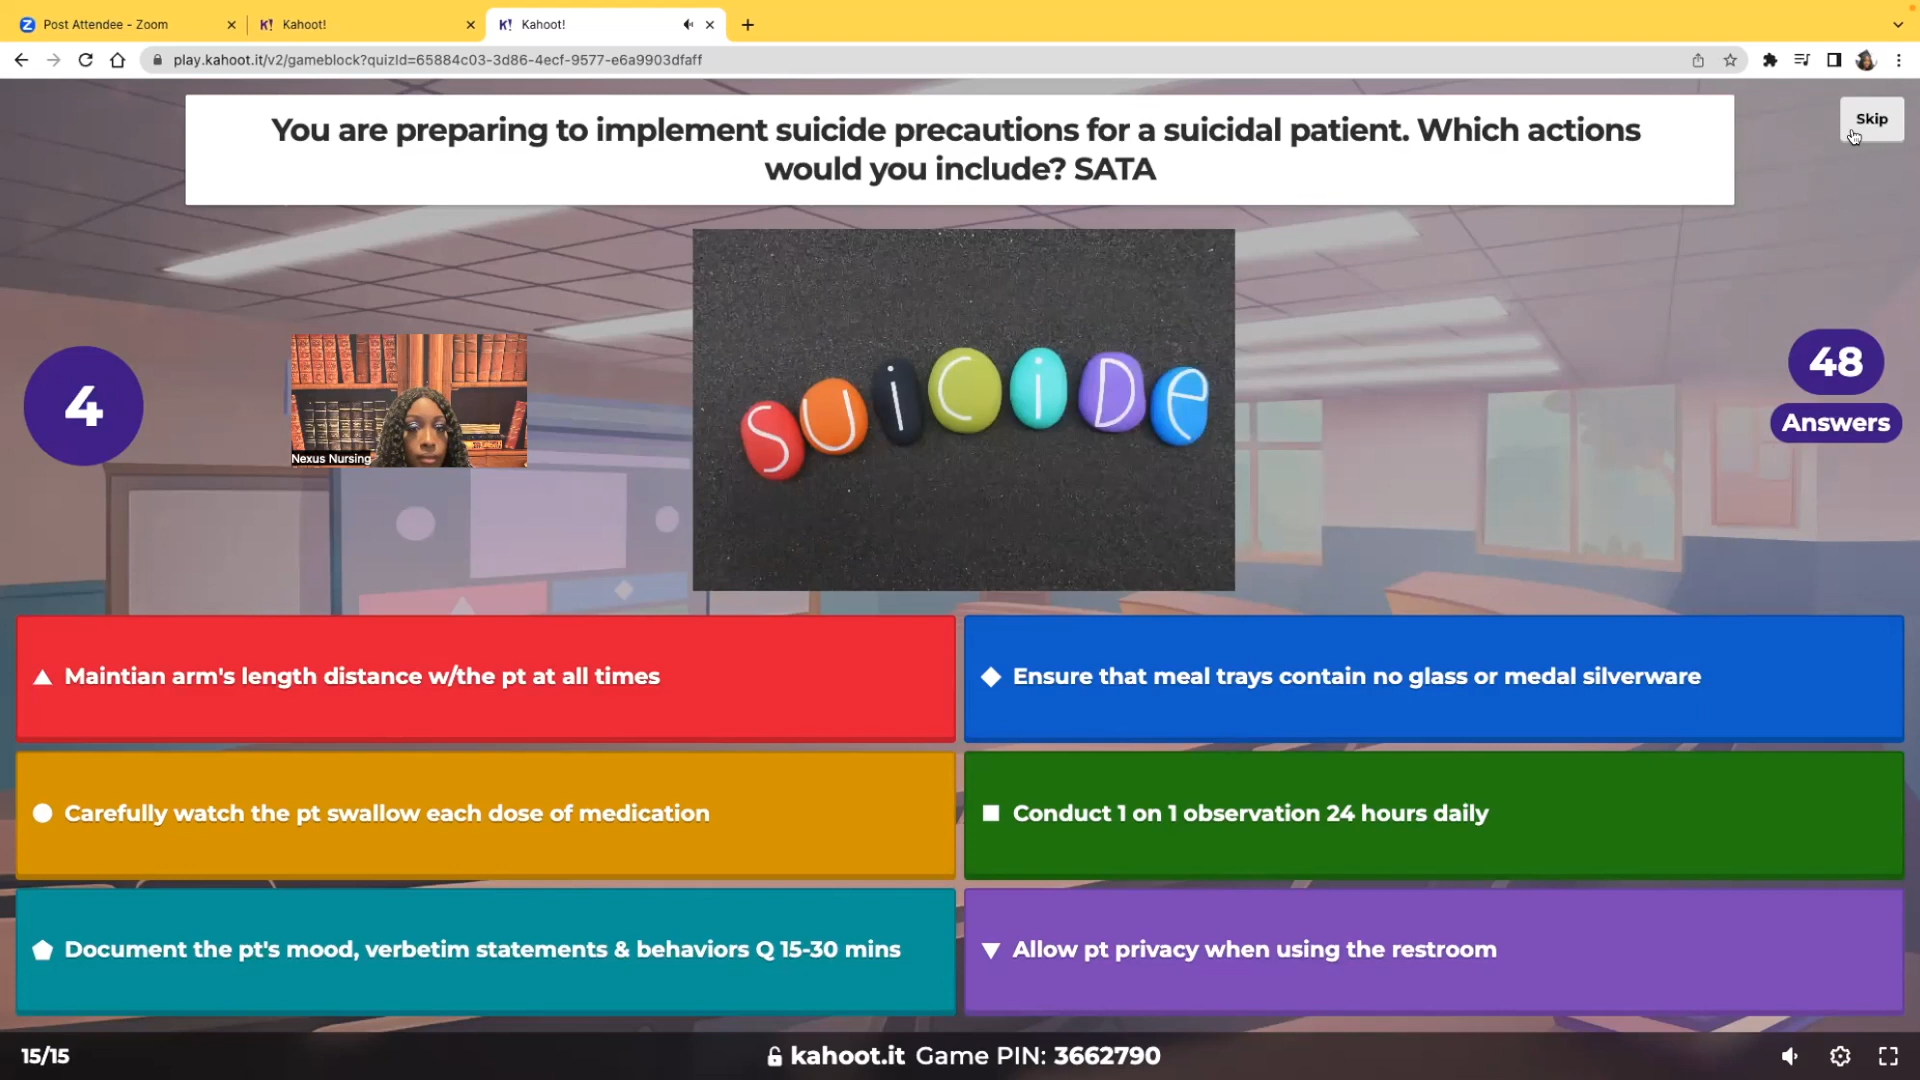 Post Attendee - Zoom
Kahoot!
Kahoot!
play.kahoot.it/v2/gameblock?quizId=65884c03-3d86-4ecf-9577-e6a9903dfaff
You are preparing to implement suicide precautions for a suicidal patient. Which actions
would you include? SATA
Skip
4
Nexus Nursing
SUiCiDe
48
Answers
Maintian arm's length distance w/the pt at all times
Ensure that meal trays contain no glass or medal silverware
Carefully watch the pt swallow each dose of medication
Conduct 1 on 1 observation 24 hours daily
Document the pt's mood, verbetim statements & behaviors Q 15-30 mins
Allow pt privacy when using the restroom
15/15
kahoot.it Game PIN: 3662790